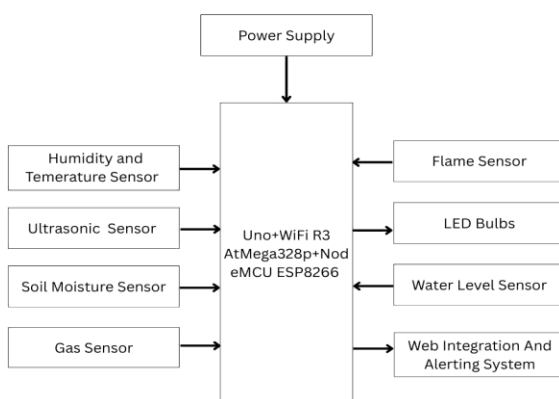 Power Supply
Humidity and
Temerature Sensor
Ultrasonic Sensor
Soil Moisture Sensor
Gas Sensor
Uno+WiFi R3
AtMega328p+Nod
eMCU ESP8266
Flame Sensor
LED Bulbs
Water Level Sensor
Web Integration And
Alerting System